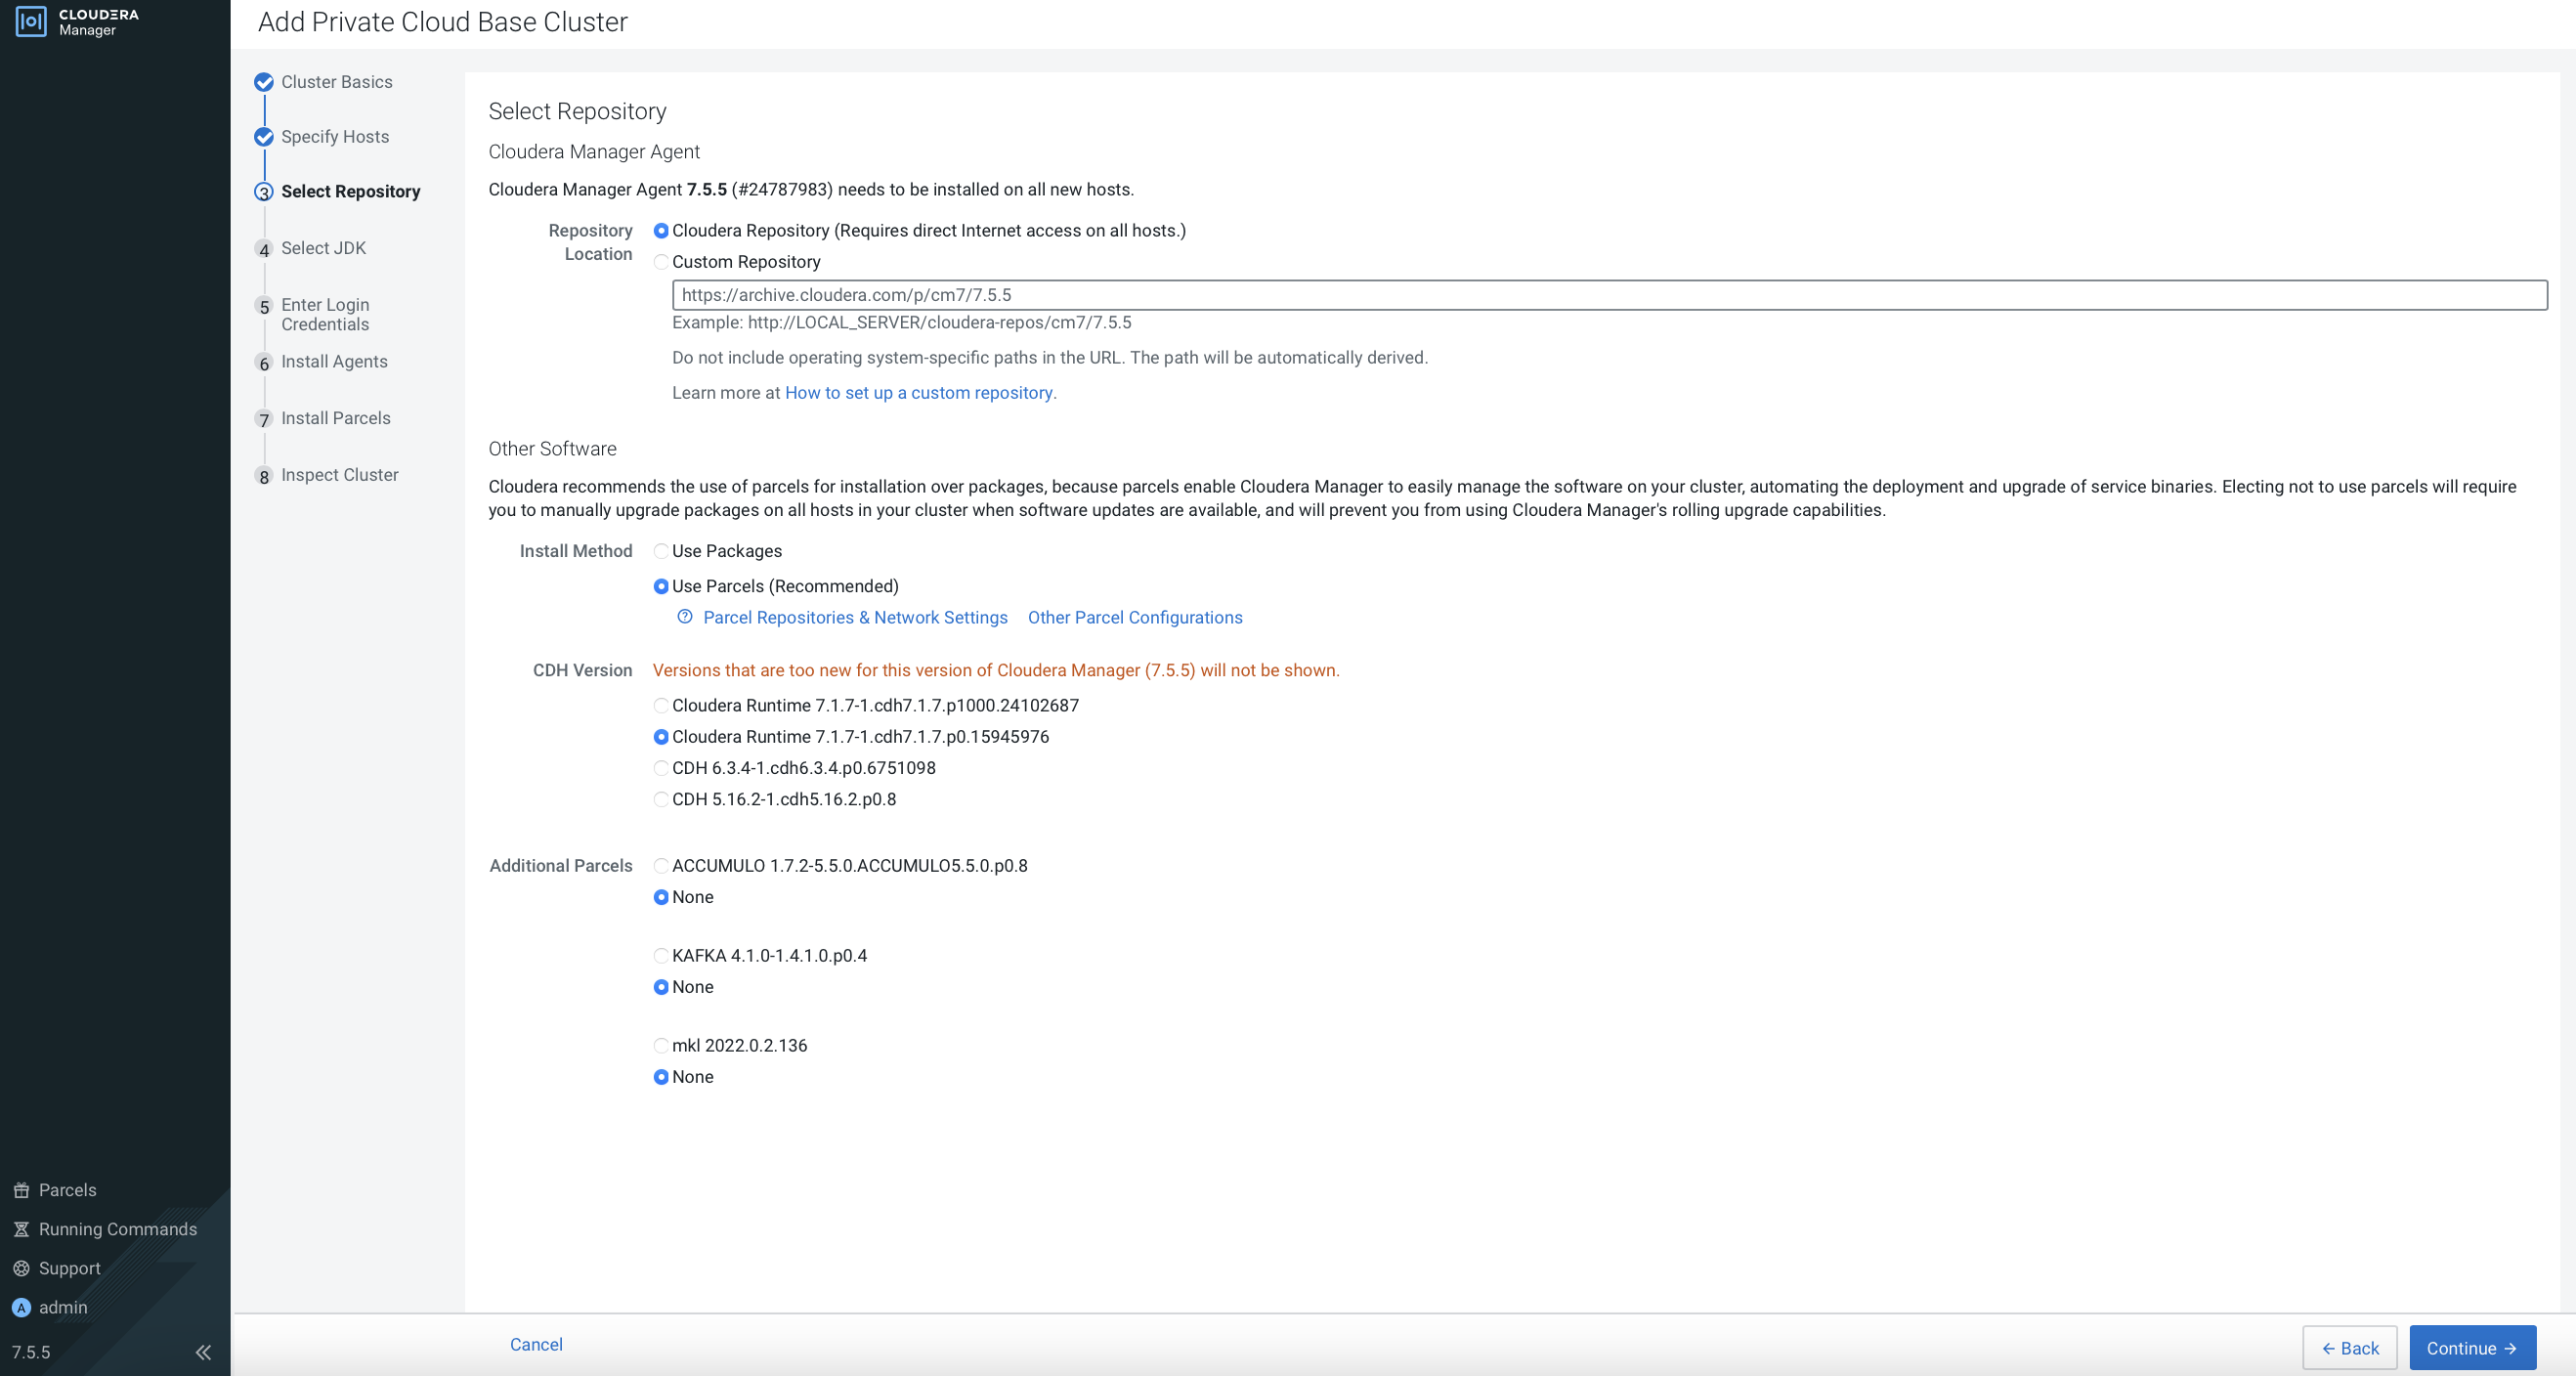 CLOUDERA
Manager
Add Private Cloud Base Cluster
Cluster Basics
Specify Hosts
3 Select Repository
4 Select JDK
5 Enter Login
Credentials
6 Install Agents
7 Install Parcels
8 Inspect Cluster
Select Repository
Cloudera Manager Agent
Cloudera Manager Agent 7.5.5 (#24787983) needs to be installed on all new hosts.
Repository
Location
Cloudera Repository (Requires direct Internet access on all hosts.)
Custom Repository
https://archive.cloudera.com/p/cm7/7.5.5
Example: http://LOCAL_SERVER/cloudera-repos/cm7/7.5.5
Do not include operating system-specific paths in the URL. The path will be automatically derived.
Learn more at How to set up a custom repository.
Other Software
Cloudera recommends the use of parcels for installation over packages, because parcels enable Cloudera Manager to easily manage the software on your cluster, automating the deployment and upgrade of service binaries. Electing not to use parcels will require
you to manually upgrade packages on all hosts in your cluster when software updates are available, and will prevent you from using Cloudera Manager's rolling upgrade capabilities.
Install Method
Use Packages
Use Parcels (Recommended)
? Parcel Repositories & Network Settings Other Parcel Configurations
CDH Version
Versions that are too new for this version of Cloudera Manager (7.5.5) will not be shown.
Cloudera Runtime 7.1.7-1.cdh7.1.7.p1000.24102687
Cloudera Runtime 7.1.7-1.cdh7.1.7.p0.15945976
CDH 6.3.4-1.cdh6.3.4.p0.6751098
CDH 5.16.2-1.cdh5.16.2.p0.8
Additional Parcels
ACCUMULO 1.7.2-5.5.0.ACCUMULO5.5.0.p0.8
None
KAFKA 4.1.0-1.4.1.0.p0.4
None
mkl 2022.0.2.136
None
Parcels
Running Commands
Support
A admin
7.5.5
Cancel
← Back
Continue →